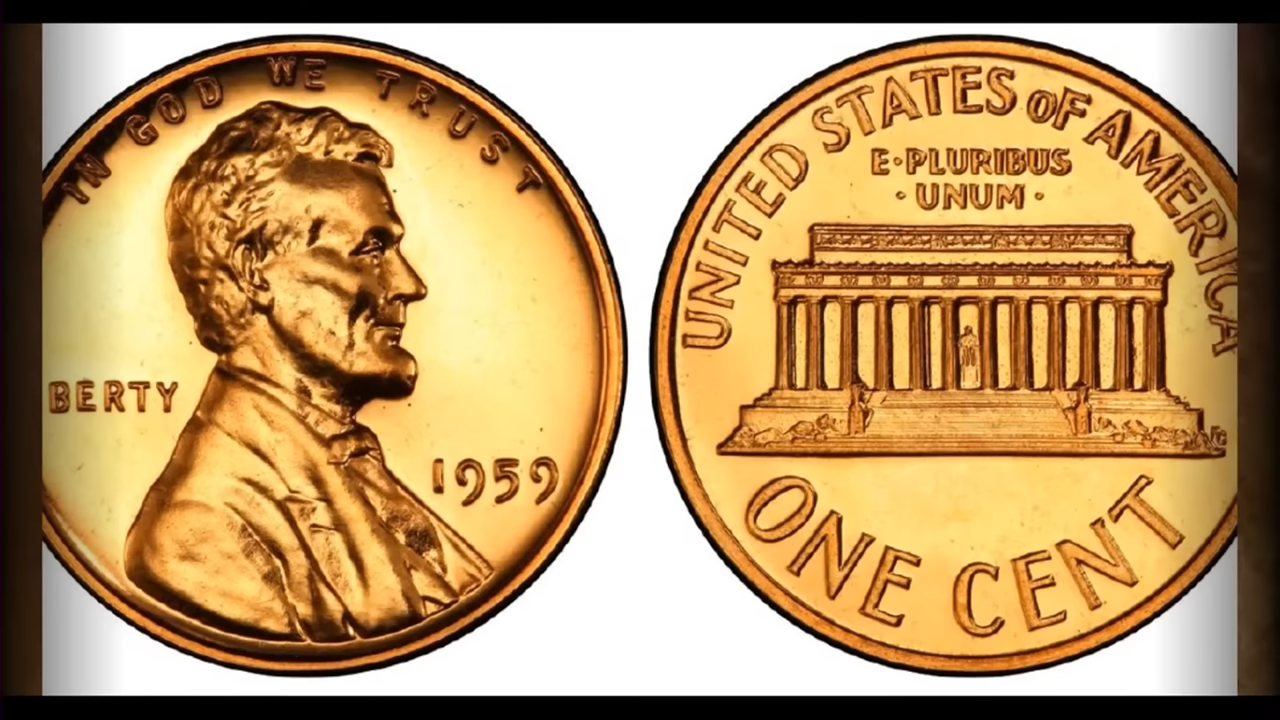 IN GOD WE TRUST
BERTY
1959
UNITED STATES OF AMERICA
E·PLURIBUS
·UNUM·
ONE CENT